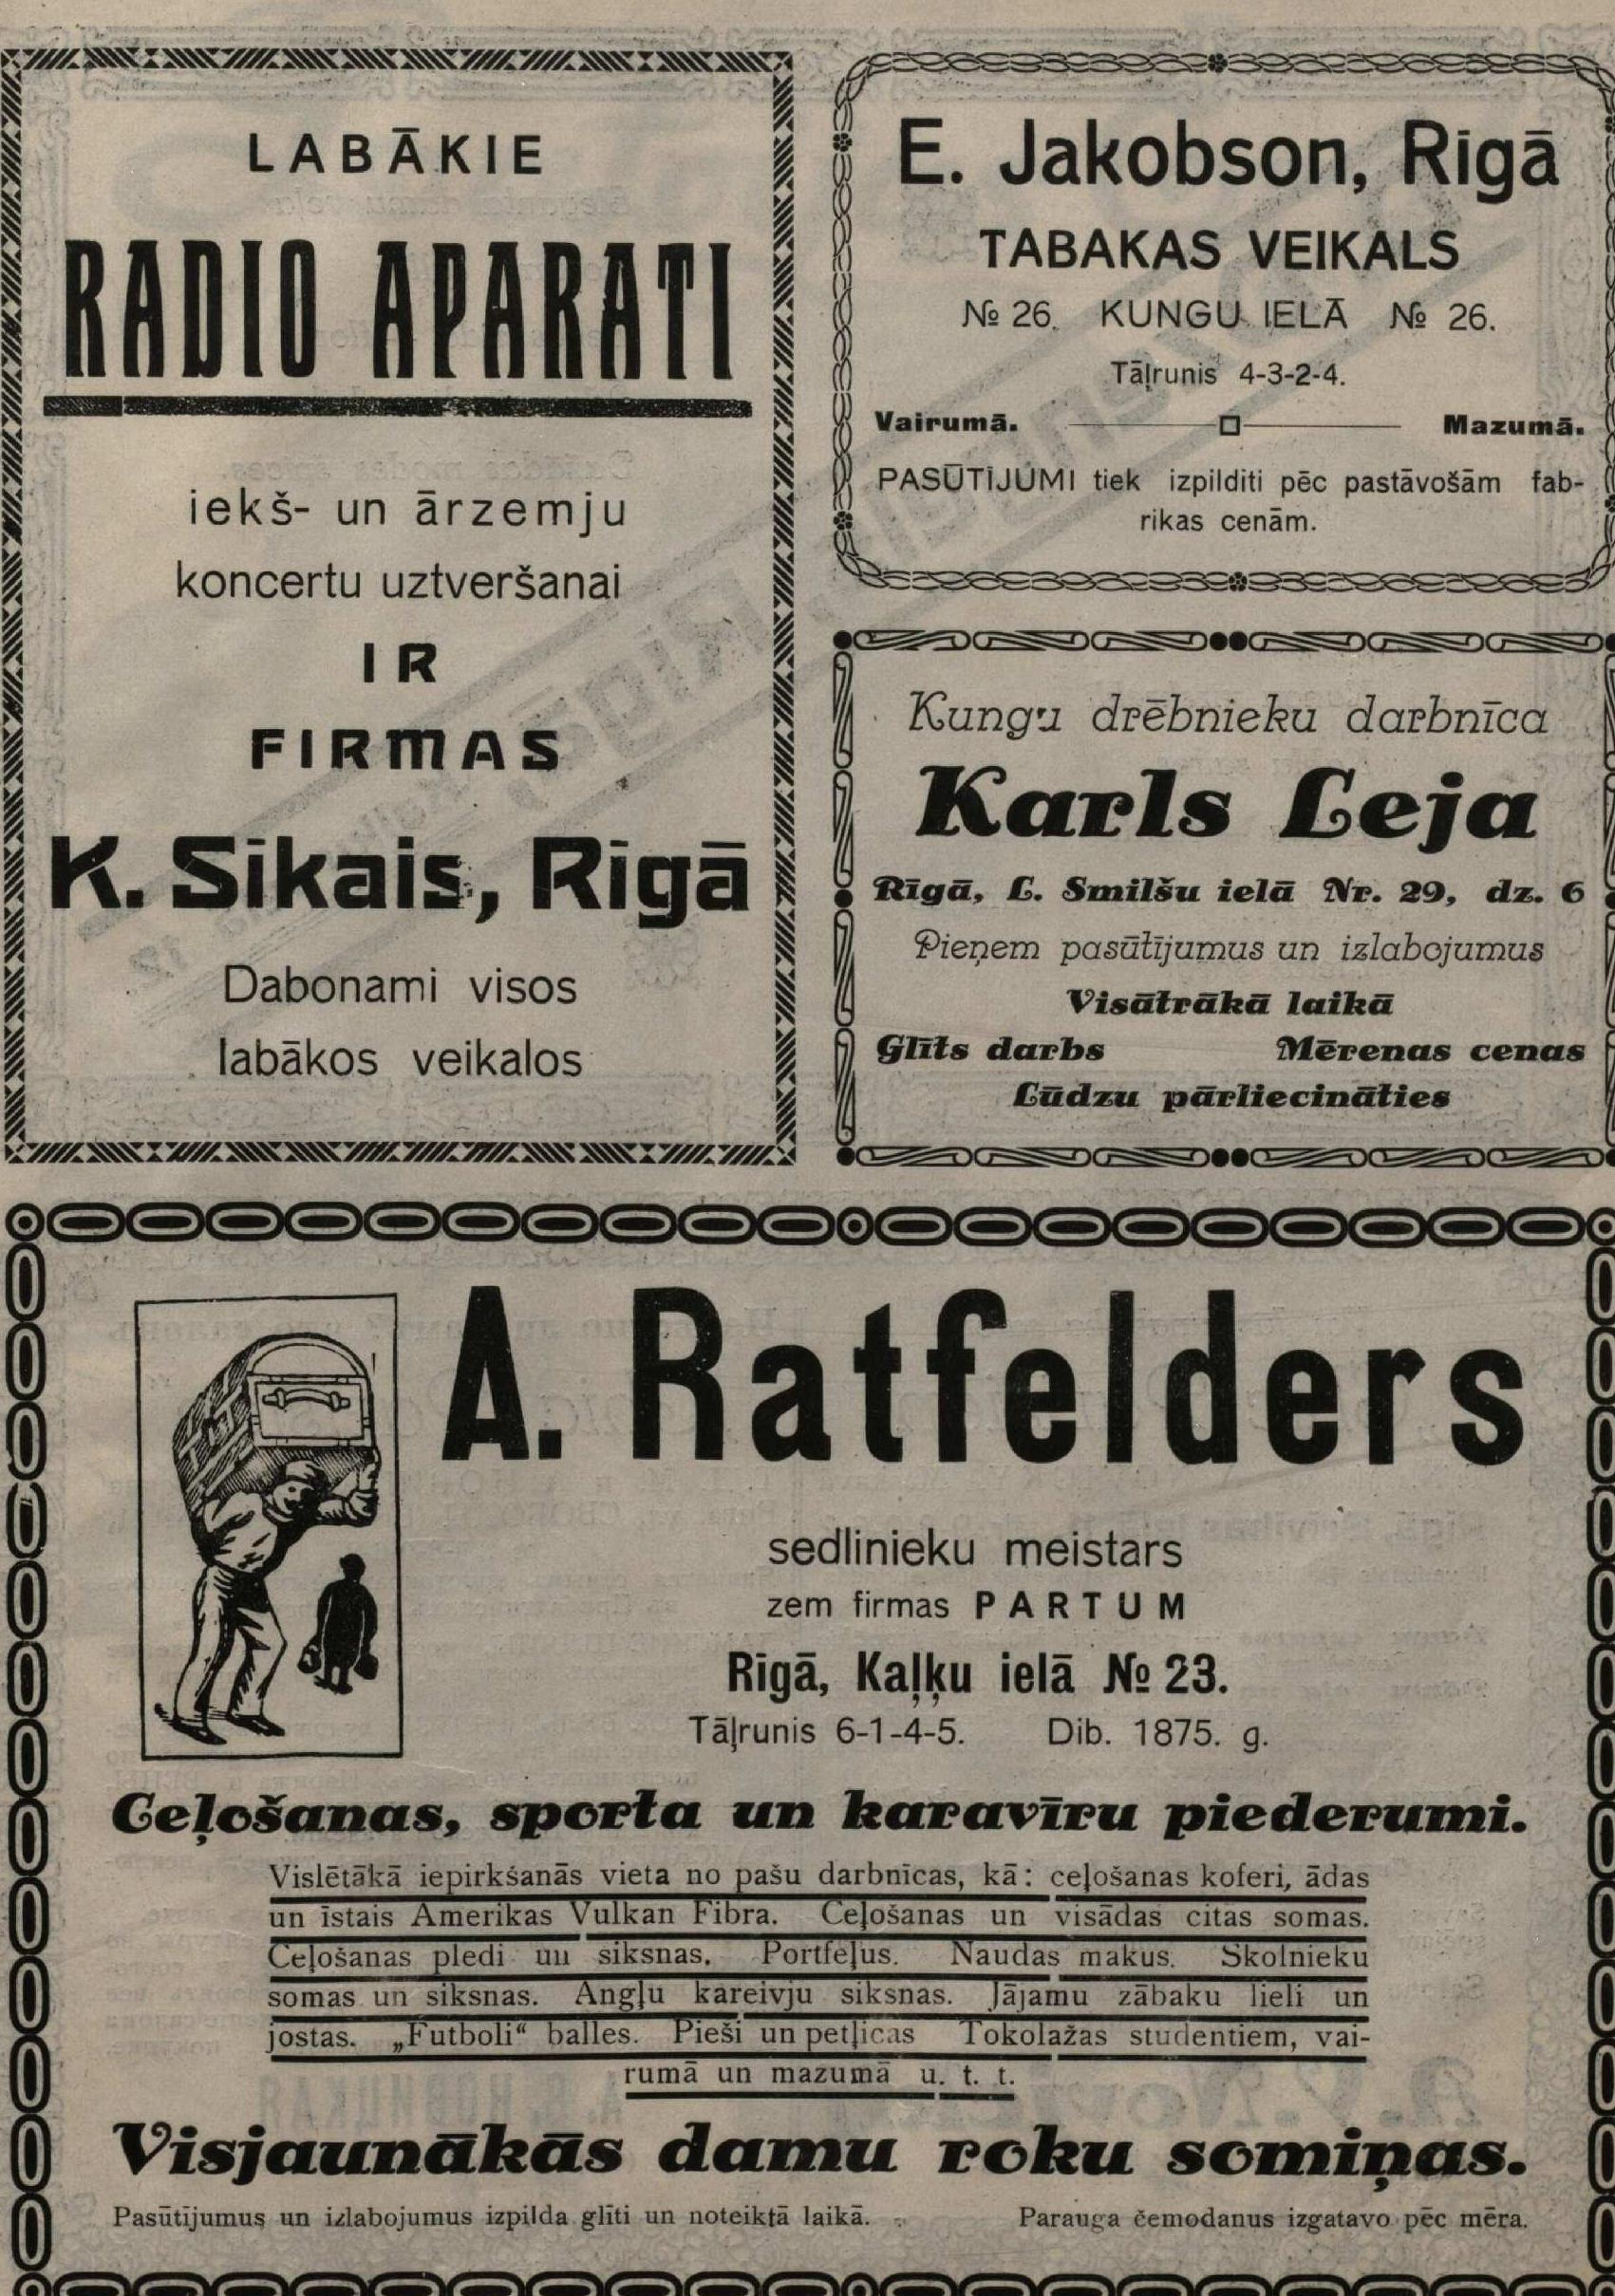 LABĀKIE
RADIO APARATI
iekš- un ārzemju
koncertu uztveršanai
IR
FIRMAS
K. Sīkais, Rīgā
Dabonami visos
labākos veikalos
E. Jakobson, Rīgā
TABAKAS VEIKALS
№ 26. KUNGU IELĀ № 26.
Tāļrunis 4-3-2-4.
Vairumā. Mazumā.
PASŪTĪJUMI tiek izpildīti pēc pastāvošām fab-
rikas cenām.
Kungu drēbnieku darbnīca
Karls Leja
Rīgā, L. Smilšu ielā Nr. 29, dz. 6
Pieņem pasūtījumus un izlabojumus
Visātrākā laikā
Glīts darbs Mērenas cenas
Lūdzu pārliecināties
A. Ratfelders
sedlinieku meistars
zem firmas PARTUM
Rīgā, Kaļķu ielā № 23.
Tāļrunis 6-1-4-5. Dib. 1875. g.
Ceļošanas, sporta un karavīru piederumi.
Vislētākā iepirkšanās vieta no pašu darbnīcas, kā: ceļošanas koferi, ādas
un īstais Amerikas Vulkan Fibra. Ceļošanas un visādas citas somas.
Ceļošanas pledi un siksnas. Portfeļus. Naudas makus. Skolnieku
somas un siksnas. Angļu kareivju siksnas. Jājamu zābaku lieli un
jostas. „Futboli“ balles. Pieši un petļicas Tokolažas studentiem, vai-
rumā un mazumā u. t. t.
Visjaunākās damu roku somiņas.
Pasūtījumus un izlabojumus izpilda glīti un noteiktā laikā. Parauga čemodanus izgatavo pēc mēra.